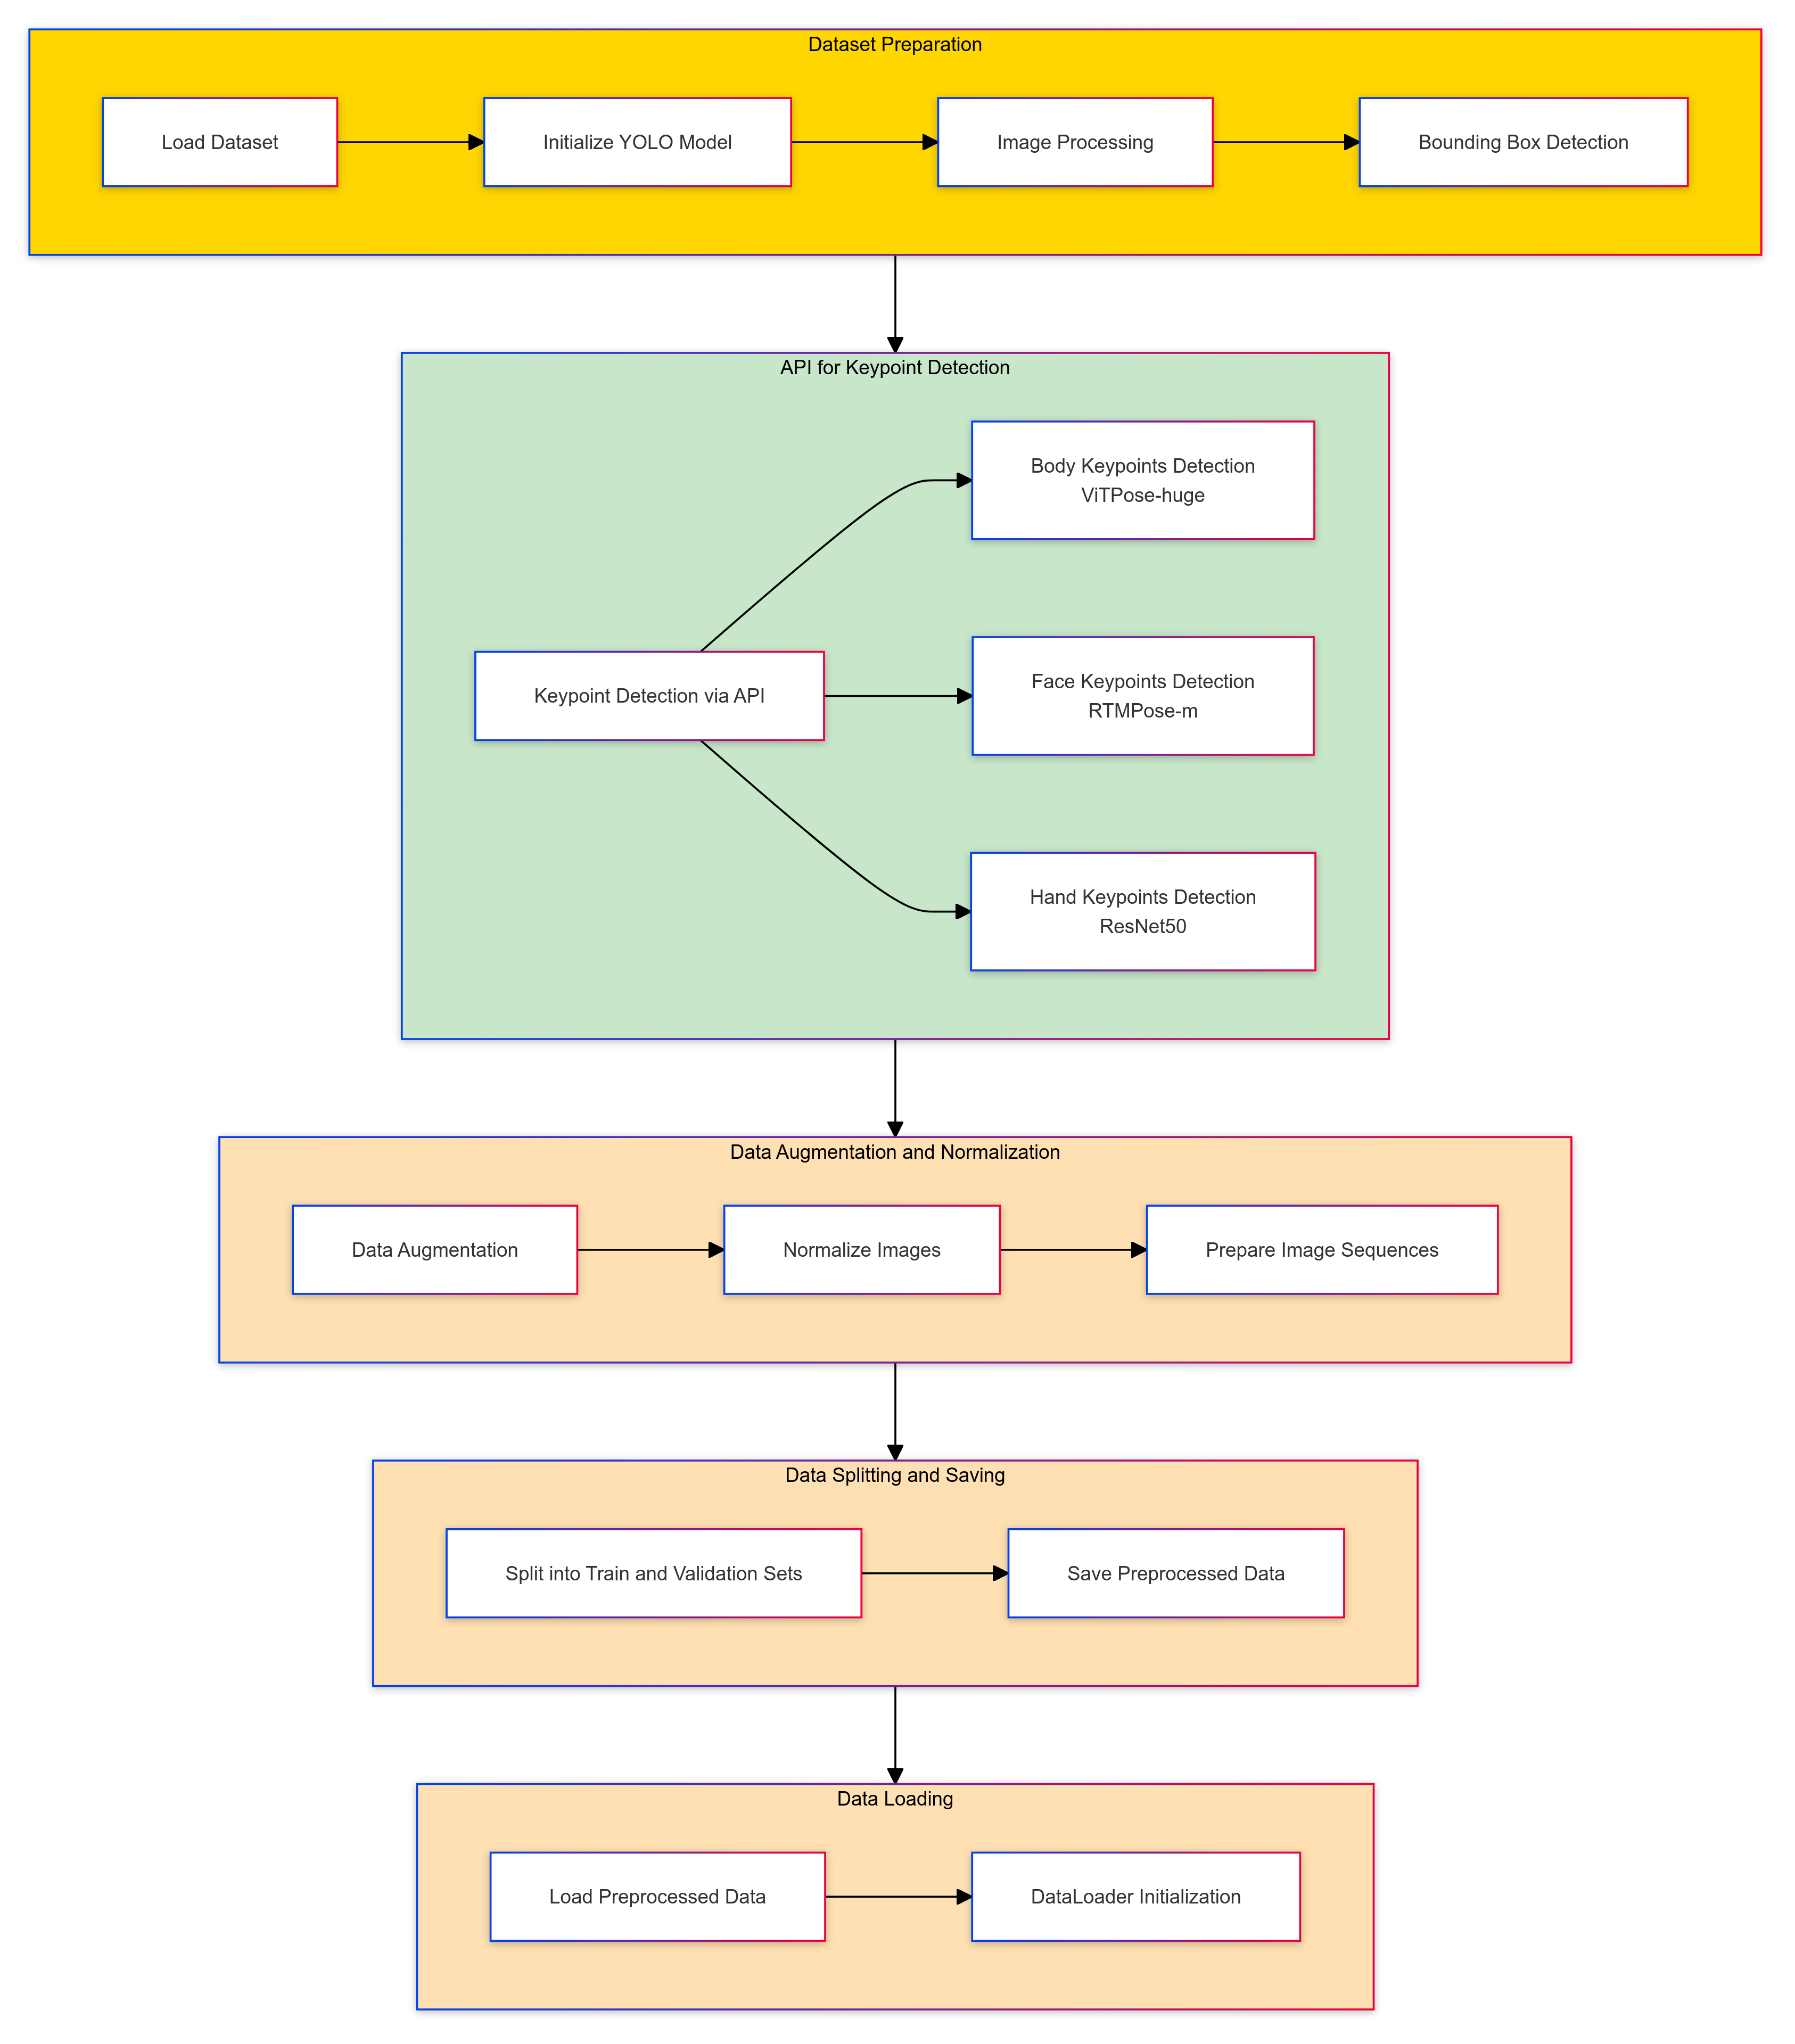 Dataset Preparation
Load Dataset
Initialize YOLO Model
Image Processing
Bounding Box Detection
API for Keypoint Detection
Body Keypoints Detection
ViTPose-huge
Keypoint Detection via API
Face Keypoints Detection
RTMPose-m
Hand Keypoints Detection
ResNet50
Data Augmentation and Normalization
Data Augmentation
Normalize Images
Prepare Image Sequences
Data Splitting and Saving
Split into Train and Validation Sets
Save Preprocessed Data
Data Loading
Load Preprocessed Data
DataLoader Initialization